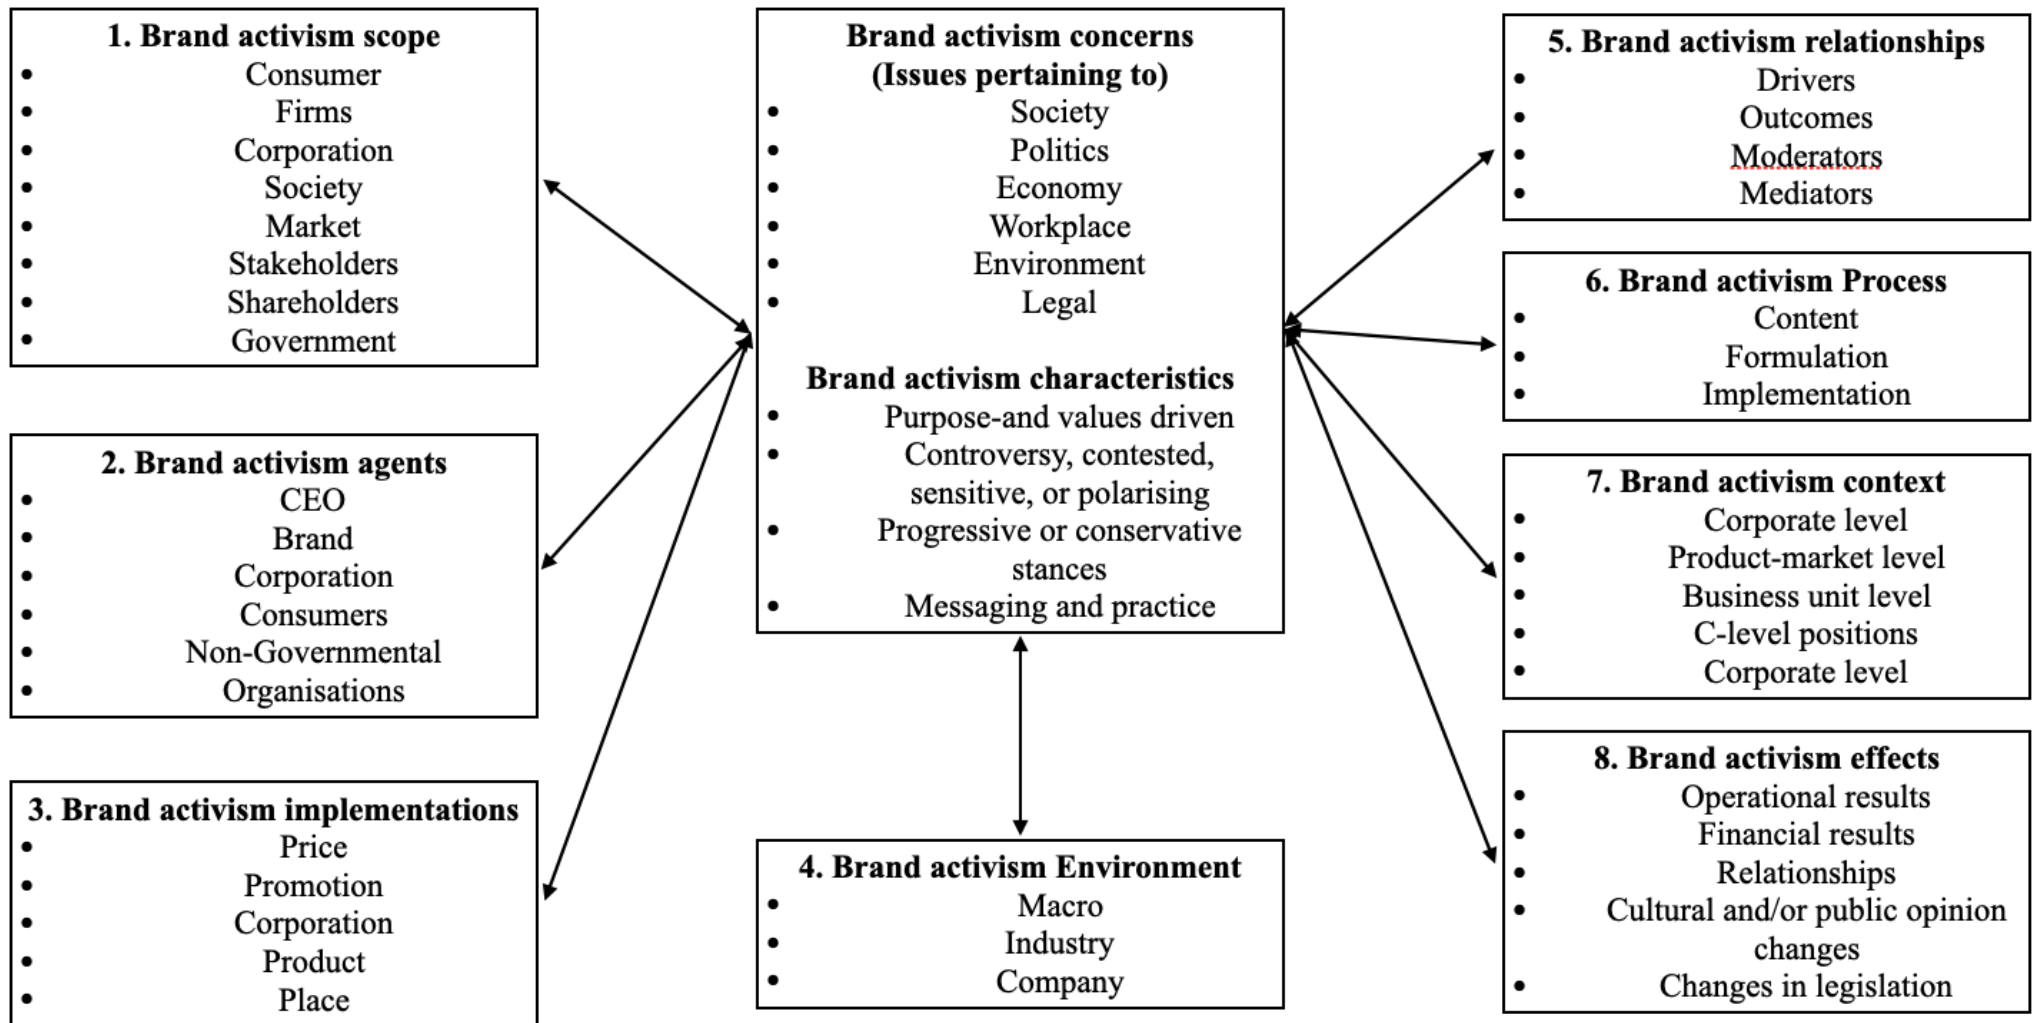 1. Brand activism scope
• Consumer
• Firms
• Corporation
• Society
• Market
• Stakeholders
• Shareholders
• Government
2. Brand activism agents
• CEO
• Brand
• Corporation
• Consumers
• Non-Governmental
• Organisations
3. Brand activism implementations
• Price
• Promotion
• Corporation
• Product
• Place
Brand activism concerns
(Issues pertaining to)
• Society
• Politics
• Economy
• Workplace
• Environment
• Legal
Brand activism characteristics
• Purpose-and values driven
• Controversy, contested,
sensitive, or polarising
• Progressive or conservative
stances
• Messaging and practice
4. Brand activism Environment
• Macro
• Industry
• Company
5. Brand activism relationships
• Drivers
• Outcomes
• Moderators
• Mediators
6. Brand activism Process
• Content
• Formulation
• Implementation
7. Brand activism context
• Corporate level
• Product-market level
• Business unit level
• C-level positions
• Corporate level
8. Brand activism effects
• Operational results
• Financial results
• Relationships
• Cultural and/or public opinion
changes
• Changes in legislation